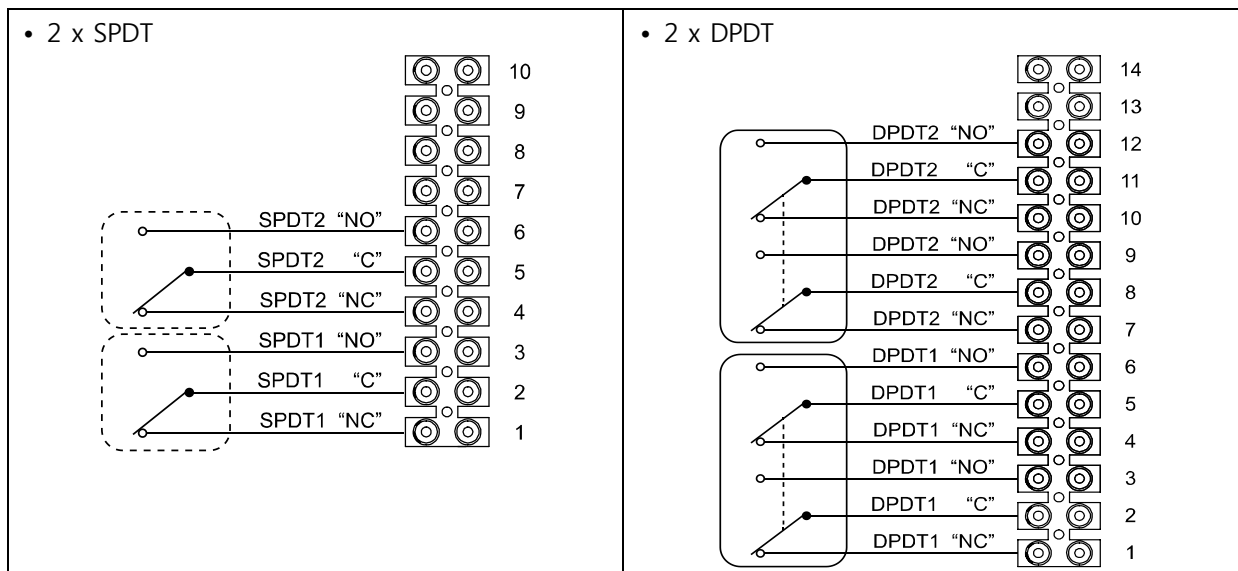 • 2 x SPDT
10
9
8
7
SPDT2 “NO” 6
SPDT2 “C” 5
SPDT2 “NC” 4
SPDT1 “NO” 3
SPDT1 “C” 2
SPDT1 “NC” 1
• 2 x DPDT
14
13
DPDT2 “NO” 12
DPDT2 “C” 11
DPDT2 “NC” 10
DPDT2 “NO” 9
DPDT2 “C” 8
DPDT2 “NC” 7
DPDT1 “NO” 6
DPDT1 “C” 5
DPDT1 “NC” 4
DPDT1 “NO” 3
DPDT1 “C” 2
DPDT1 “NC” 1